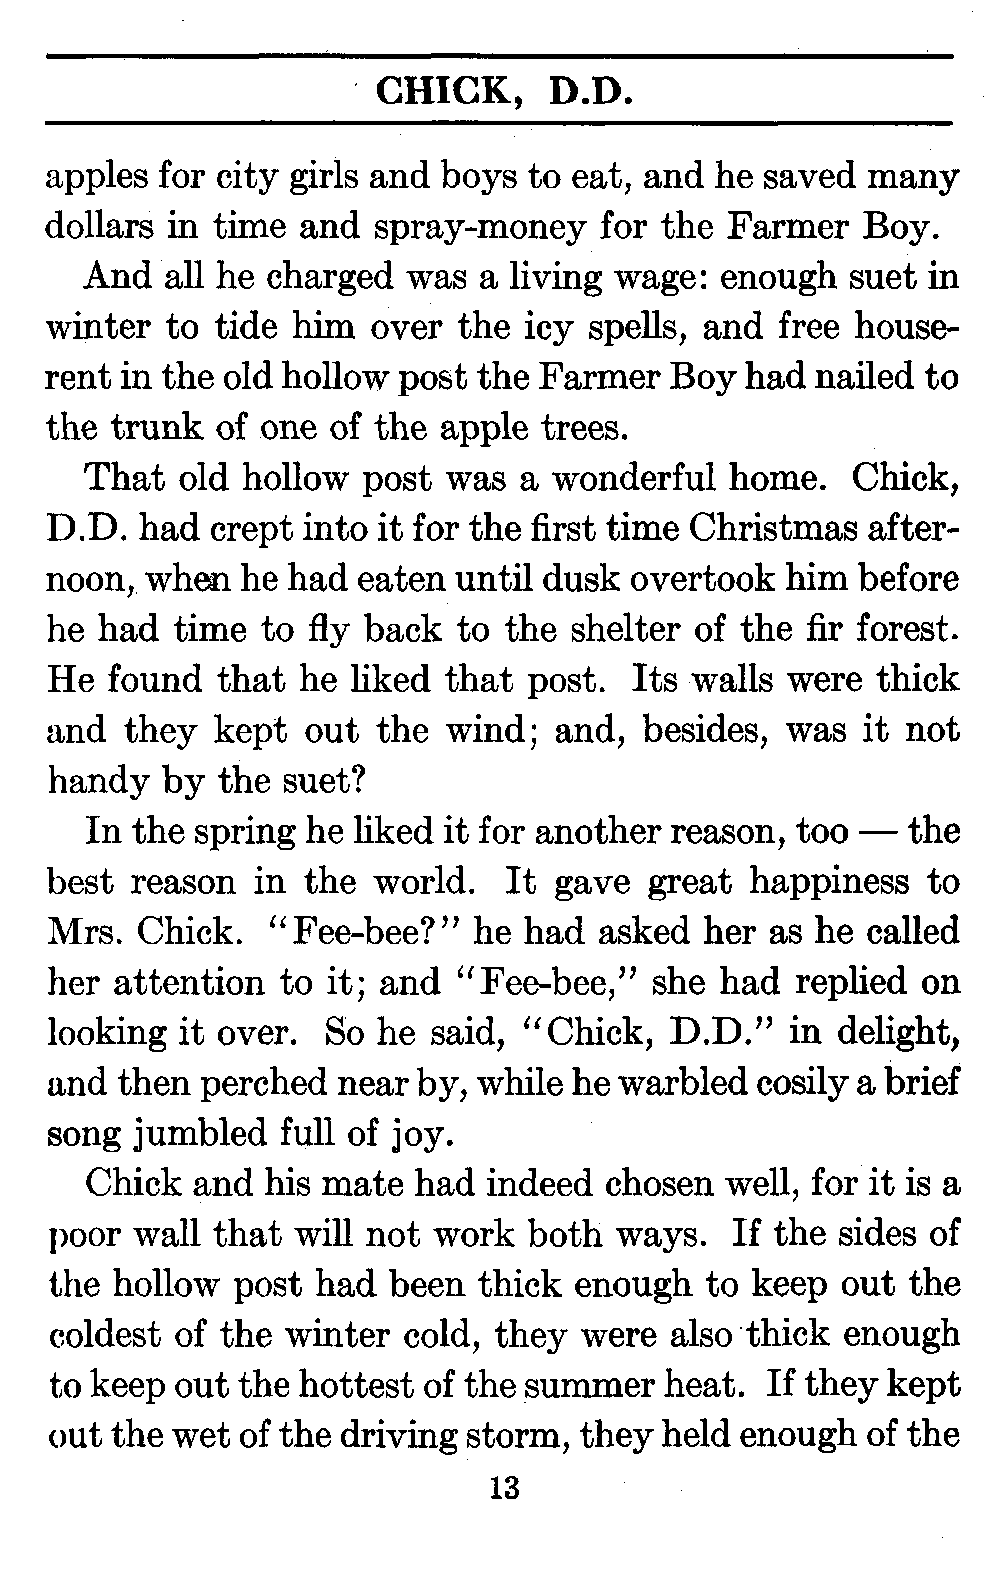 CHICK, D.D.
apples for city girls and boys to eat, and he saved many
dollars in time and spray-money for the Farmer Boy.
And all he charged was a living wage: enough suet in
winter to tide him over the icy spells, and free house-
rent in the old hollow post the Farmer Boy had nailed to
the trunk of one of the apple trees.
That old hollow post was a wonderful home. Chick,
D.D. had crept into it for the first time Christmas after-
noon, when he had eaten until dusk overtook him before
he had time to fly back to the shelter of the fir forest.
He found that he liked that post. Its walls were thick
and they kept out the wind; and, besides, was it not
handy by the suet?
In the spring he liked it for another reason, too — the
best reason in the world. It gave great happiness to
Mrs. Chick. "Fee-bee?" he had asked her as he called
her attention to it; and "Fee-bee," she had replied on
looking it over. So he said, "Chick, D.D." in delight,
and then perched near by, while he warbled cosily a brief
song jumbled full of joy.
Chick and his mate had indeed chosen well, for it is a
poor wall that will not work both ways. If the sides of
the hollow post had been thick enough to keep out the
coldest of the winter cold, they were also thick enough
to keep out the hottest of the summer heat. If they kept
out the wet of the driving storm, they held enough of the
13